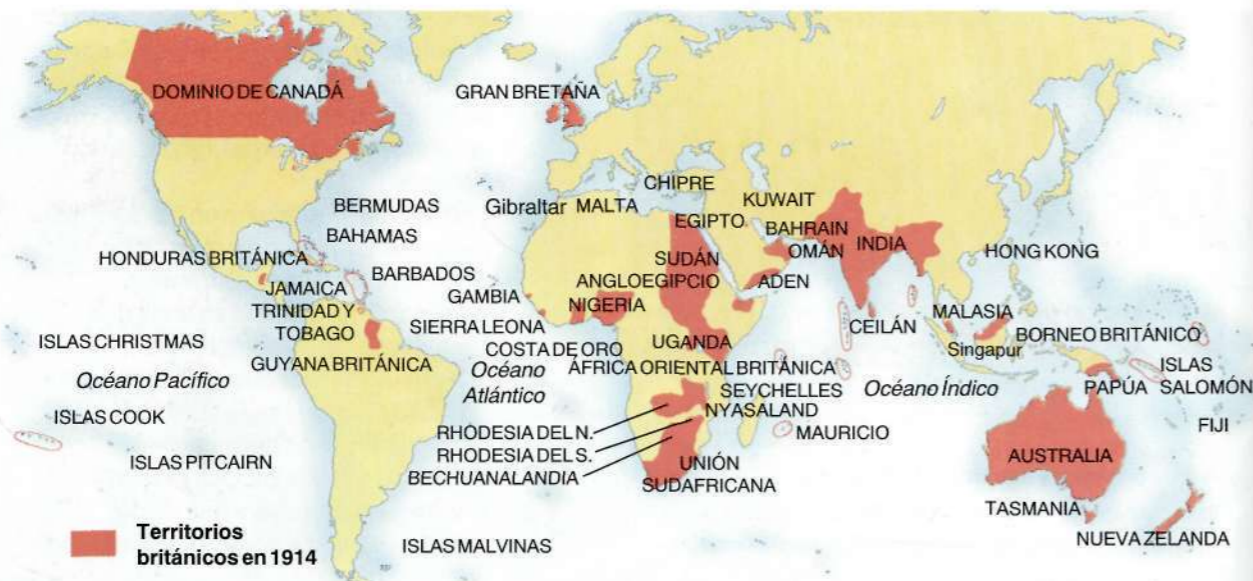 DOMINIO DE CANADÁ
GRAN BRETAÑA
CHIPRE
KUWAIT
BERMUDAS
Gibraltar
MALTA
EGIPTO
BAHRAIN
BAHAMAS
OMÁN
INDIA
HONG KONG
HONDURAS BRITÁNICA
SUDÁN
ANGLOEGIPCIO
ADEN
BARBADOS
JAMAICA
GAMBIA
NIGERIA
TRINIDAD Y
TOBAGO
SIERRA LEONA
CEILÁN
MALASIA
BORNEO BRITÁNICO
Singapur
ISLAS CHRISTMAS
COSTA DE ORO
UGANDA
GUYANA BRITÁNICA
Océano
Atlántico
ÁFRICA ORIENTAL BRITÁNICA
ISLAS
SALOMÓN
Océano Pacífico
SEYCHELLES
Océano Índico
PAPÚA
ISLAS COOK
NYASALAND
FIJI
RHODESIA DEL N.
MAURICIO
RHODESIA DEL S.
ISLAS PITCAIRN
BECHUANALANDIA
UNIÓN
SUDAFRICANA
AUSTRALIA
TASMANIA
NUEVA ZELANDA
Territorios
británicos en 1914
ISLAS MALVINAS